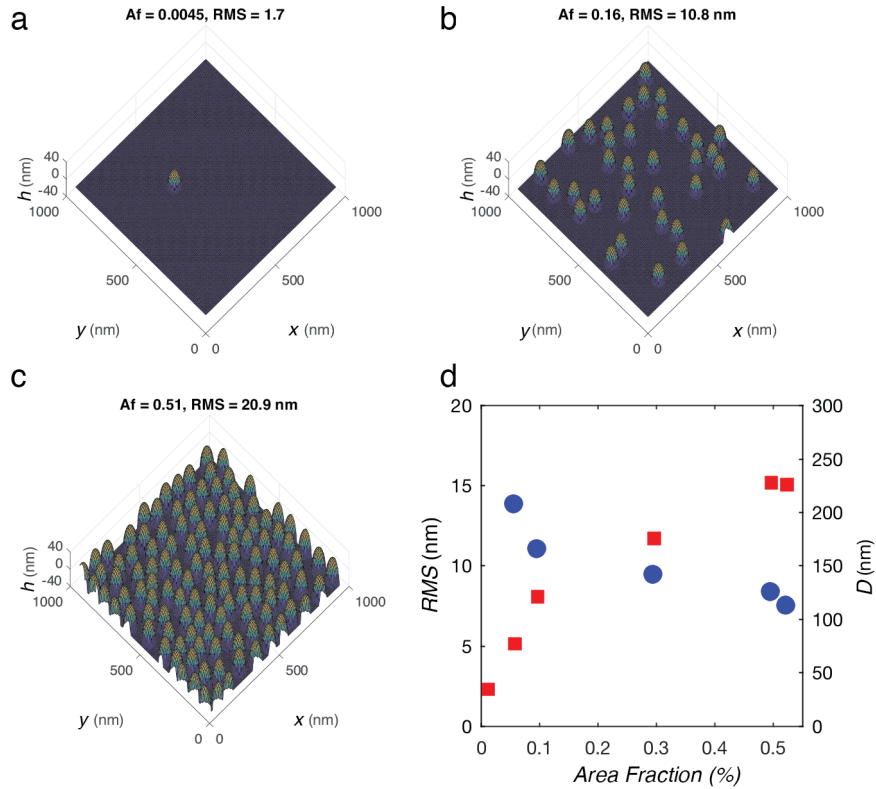 a
Af = 0.0045, RMS = 1.7
h (nm)
40
0
-40
1000
500
0
y (nm)
0
500
1000
x (nm)
b
Af = 0.16, RMS = 10.8 nm
h (nm)
40
0
-40
1000
500
0
y (nm)
0
500
1000
x (nm)
c
Af = 0.51, RMS = 20.9 nm
h (nm)
40
0
-40
1000
500
0
y (nm)
0
500
1000
x (nm)
d
RMS (nm)
20
15
10
5
0
0 0.1 0.2 0.3 0.4 0.5
Area Fraction (%)
300
250
200
150
100
50
0
D (nm)